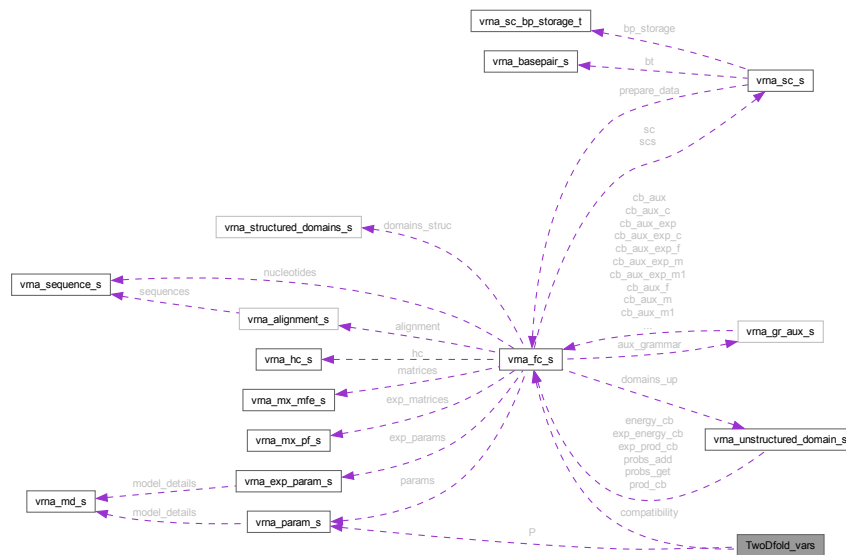 vrna_sc_bp_storage_t
bp_storage
vrna_basepair_s
bt
vrna_sc_s
prepare_data
sc
scs
cb_aux
cb_aux_c
cb_aux_exp
cb_aux_exp_c
cb_aux_exp_f
cb_aux_exp_m
cb_aux_exp_m1
cb_aux_f
cb_aux_m
cb_aux_m1
...
vrna_structured_domains_s
domains_struc
nucleotides
vrna_sequence_s
sequences
vrna_alignment_s
alignment
vrna_gr_aux_s
aux_grammar
vrna_hc_s
hc
vrna_fc_s
matrices
vrna_mx_mfe_s
domains_up
exp_matrices
vrna_mx_pf_s
energy_cb
exp_energy_cb
exp_prod_cb
probs_add
probs_get
prod_cb
vrna_unstructured_domain_s
exp_params
vrna_exp_param_s
model_details
params
vrna_md_s
model_details
vrna_param_s
compatibility
P
TwoDfold_vars